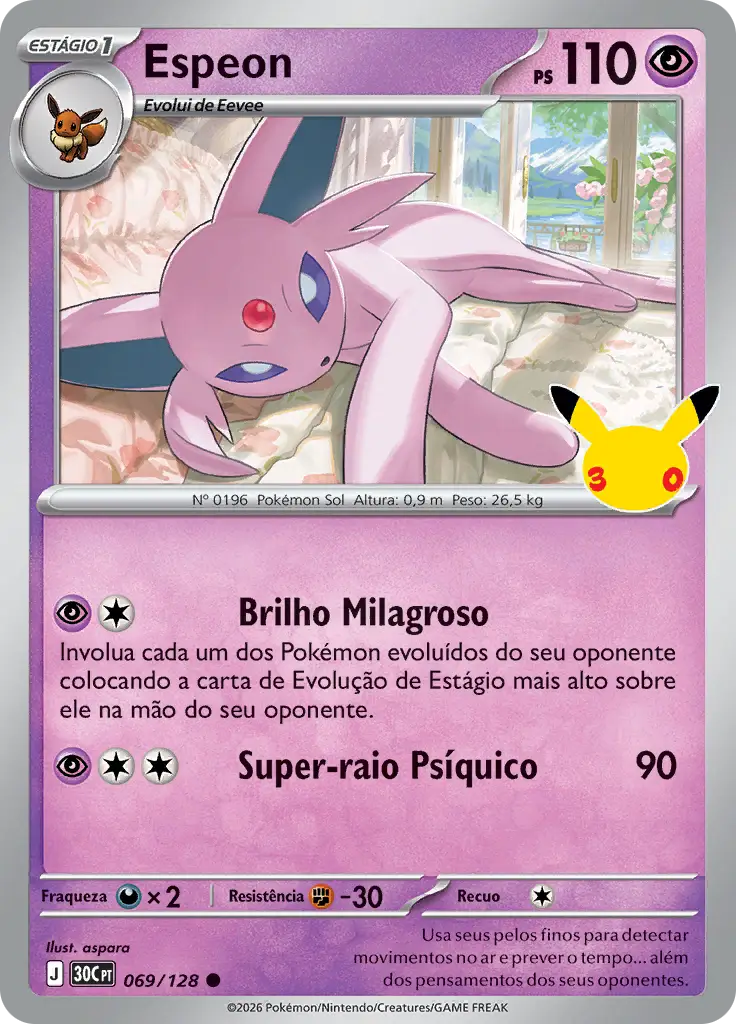 ESTÁGIO 1
Espeon
PS 110
Evolui de Eevee
30
Nº 0196 Pokémon Sol Altura: 0,9 m Peso: 26,5 kg
Brilho Milagroso
Involua cada um dos Pokémon evoluídos do seu oponente
colocando a carta de Evolução de Estágio mais alto sobre
ele na mão do seu oponente.
Super-raio Psíquico 90
Fraqueza ×2 Resistência -30 Recuo
Ilust. aspara
J 30C PT 069/128
Usa seus pelos finos para detectar
movimentos no ar e prever o tempo... além
dos pensamentos dos seus oponentes.
©2026 Pokémon/Nintendo/Creatures/GAME FREAK